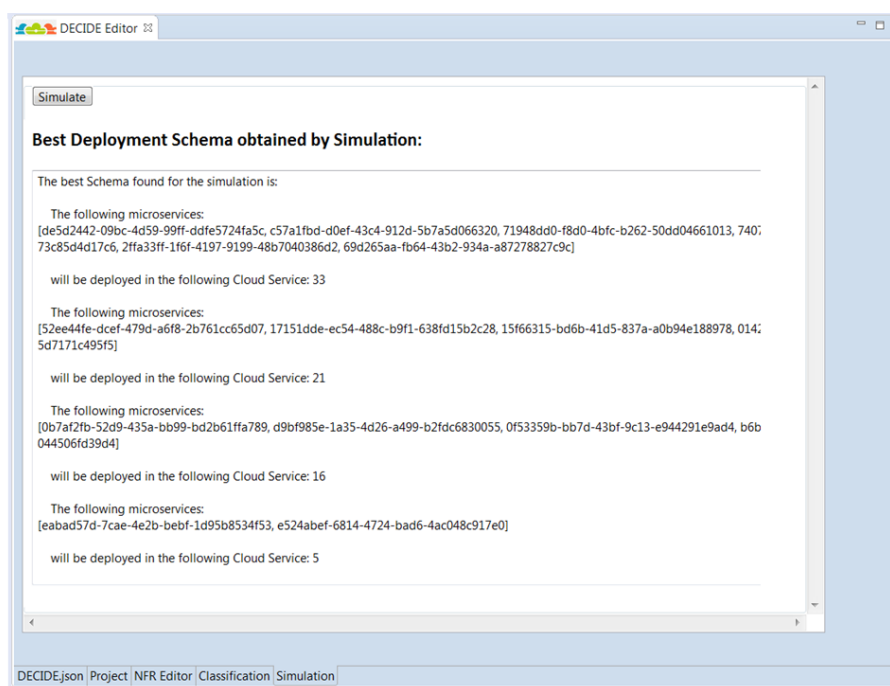 DECIDE Editor
Simulate
Best Deployment Schema obtained by Simulation:
The best Schema found for the simulation is:
The following microservices:
[de5d2442-09bc-4d59-99ff-ddfe5724fa5c, c57a1fbd-d0ef-43c4-912d-5b7a5d066320, 71948dd0-f8d0-4bfc-b262-50dd04661013, 7407
73c85d4d17c6, 2ffa33ff-1f6f-4197-9199-48b7040386d2, 69d265aa-fb64-43b2-934a-a87278827c9c]
will be deployed in the following Cloud Service: 33
The following microservices:
[52ee44fe-dcef-479d-a6f8-2b761cc65d07, 17151dde-ec54-488c-b9f1-638fd15b2c28, 15f66315-bd6b-41d5-837a-a0b94e188978, 0142
5d7171c495f5]
will be deployed in the following Cloud Service: 21
The following microservices:
[0b7af2fb-52d9-435a-bb99-bd2b61ffa789, d9bf985e-1a35-4d26-a499-b2fdc6830055, 0f53359b-bb7d-43bf-9c13-e944291e9ad4, b6b
044506fd39d4]
will be deployed in the following Cloud Service: 16
The following microservices:
[eabad57d-7cae-4e2b-bebf-1d95b8534f53, e524abef-6814-4724-bad6-4ac048c917e0]
will be deployed in the following Cloud Service: 5
DECIDE.json Project NFR Editor Classification Simulation